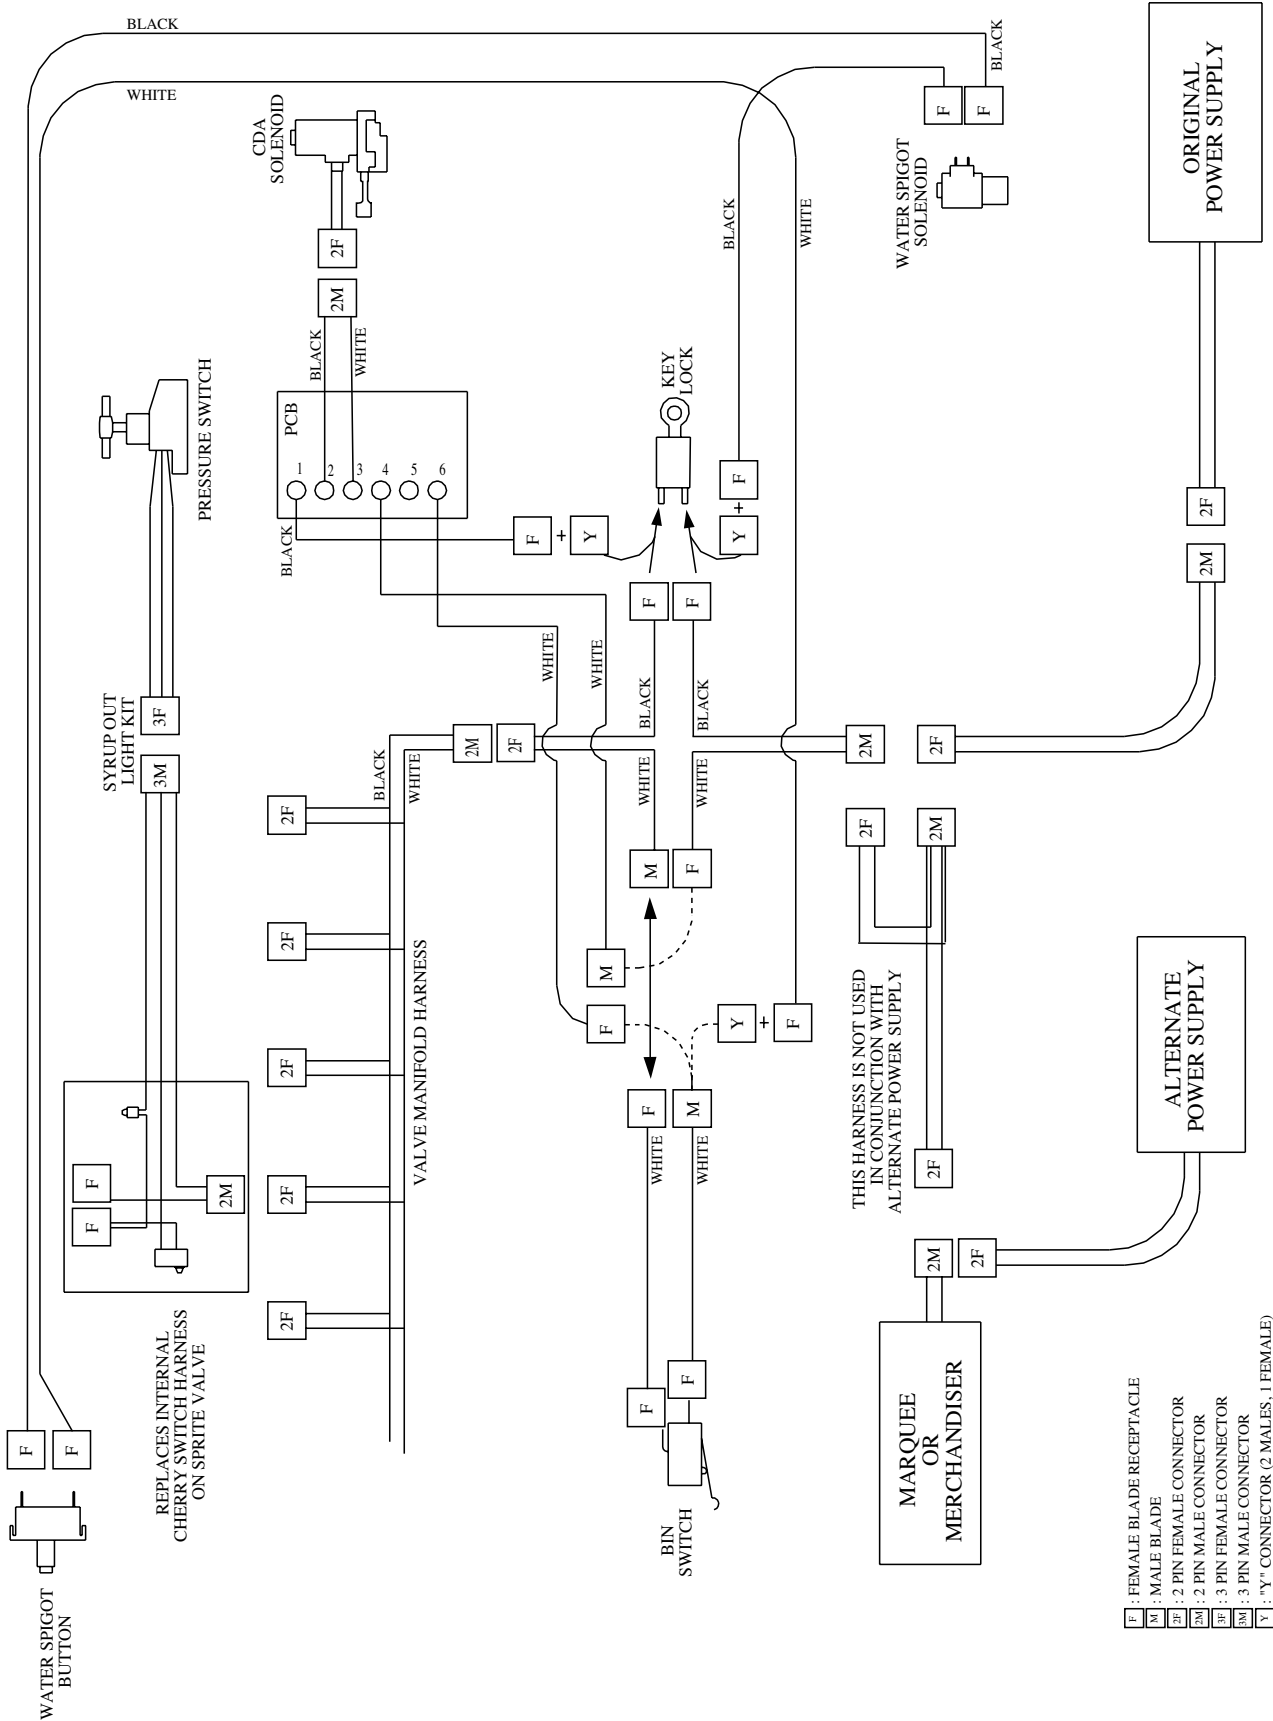 WATER SPIGOT
BUTTON
F
F
BLACK
WHITE
BLACK
F
F
WATER SPIGOT
SOLENOID
REPLACES INTERNAL
CHERRY SWITCH HARNESS
ON SPRITE VALVE
F
F
2M
SYRUP OUT
LIGHT KIT
3M
3F
PRESSURE SWITCH
CDA
SOLENOID
2F
2M
BLACK
WHITE
PCB
1
2
3
4
5
6
BLACK
F
+
Y
2F
2F
2F
2F
2F
BLACK
WHITE
VALVE MANIFOLD HARNESS
2M
2F
WHITE
WHITE
BLACK
BLACK
WHITE
WHITE
F
F
KEY
LOCK
Y
+
F
BLACK
WHITE
M
F
M
F
Y
+
F
F
M
WHITE
WHITE
F
F
BIN
SWITCH
2M
2F
2F
2M
THIS HARNESS IS NOT USED
IN CONJUNCTION WITH
ALTERNATE POWER SUPPLY
2F
2M
2F
MARQUEE
OR
MERCHANDISER
ALTERNATE
POWER SUPPLY
2M
2F
ORIGINAL
POWER SUPPLY
F : FEMALE BLADE RECEPTACLE
M : MALE BLADE
2F : 2 PIN FEMALE CONNECTOR
2M : 2 PIN MALE CONNECTOR
3F : 3 PIN FEMALE CONNECTOR
3M : 3 PIN MALE CONNECTOR
Y : "Y" CONNECTOR (2 MALES, 1 FEMALE)